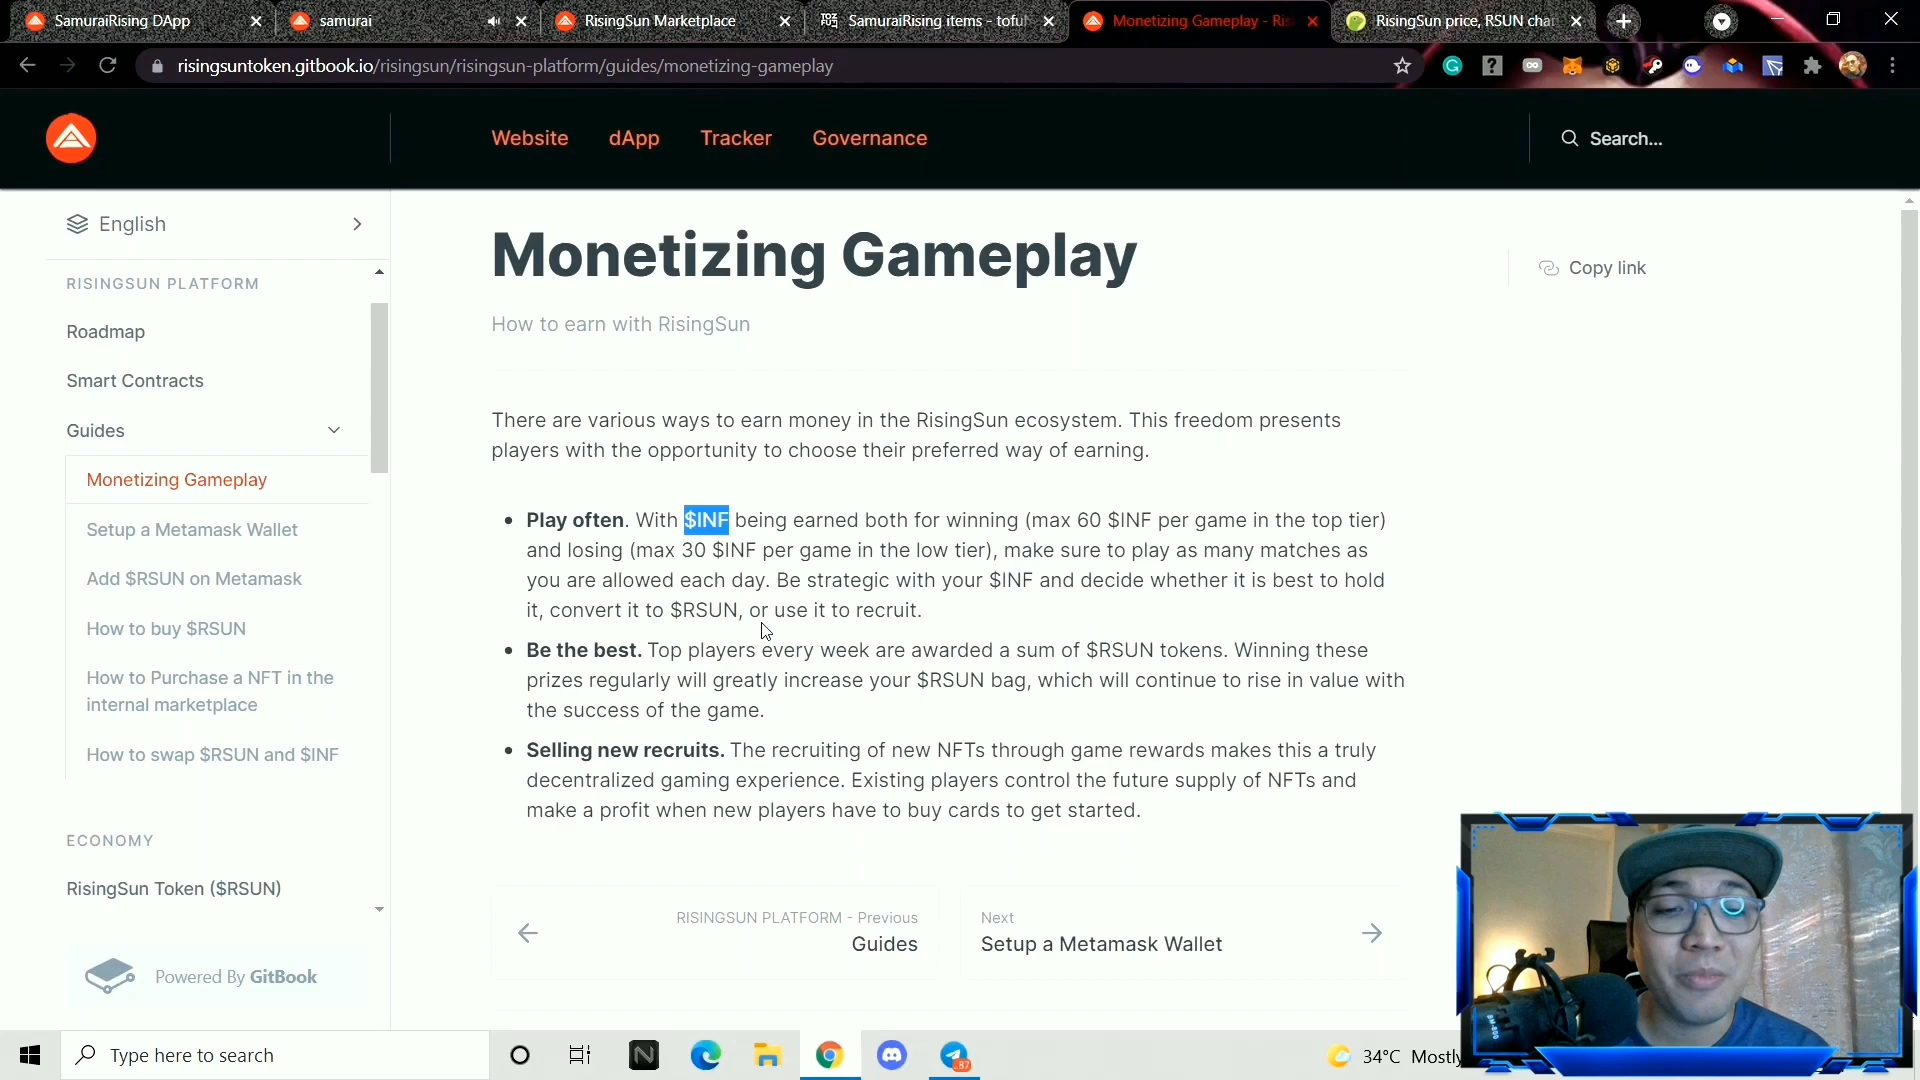 SamuraiRising DApp
samurai
RisingSun Marketplace
SamuraiRising items - tofu
Monetizing Gameplay - Ris
RisingSun price, RSUN cha
risingsuntoken.gitbook.io/risingsun/risingsun-platform/guides/monetizing-gameplay
Website dApp Tracker Governance
Search...
English
RISINGSUN PLATFORM
Roadmap
Smart Contracts
Guides
Monetizing Gameplay
Setup a Metamask Wallet
Add $RSUN on Metamask
How to buy $RSUN
How to Purchase a NFT in the
internal marketplace
How to swap $RSUN and $INF
ECONOMY
RisingSun Token ($RSUN)
Powered By GitBook
Monetizing Gameplay
Copy link
How to earn with RisingSun
There are various ways to earn money in the RisingSun ecosystem. This freedom presents
players with the opportunity to choose their preferred way of earning.
• Play often. With $INF being earned both for winning (max 60 $INF per game in the top tier)
and losing (max 30 $INF per game in the low tier), make sure to play as many matches as
you are allowed each day. Be strategic with your $INF and decide whether it is best to hold
it, convert it to $RSUN, or use it to recruit.
• Be the best. Top players every week are awarded a sum of $RSUN tokens. Winning these
prizes regularly will greatly increase your $RSUN bag, which will continue to rise in value with
the success of the game.
• Selling new recruits. The recruiting of new NFTs through game rewards makes this a truly
decentralized gaming experience. Existing players control the future supply of NFTs and
make a profit when new players have to buy cards to get started.
RISINGSUN PLATFORM - Previous
Guides
Next
Setup a Metamask Wallet
Type here to search
87
34°C Mostly